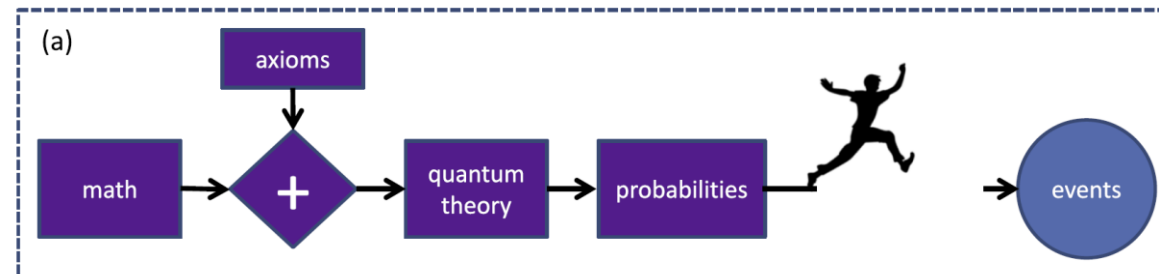 (a)
axioms
math
+
quantum
theory
probabilities
events